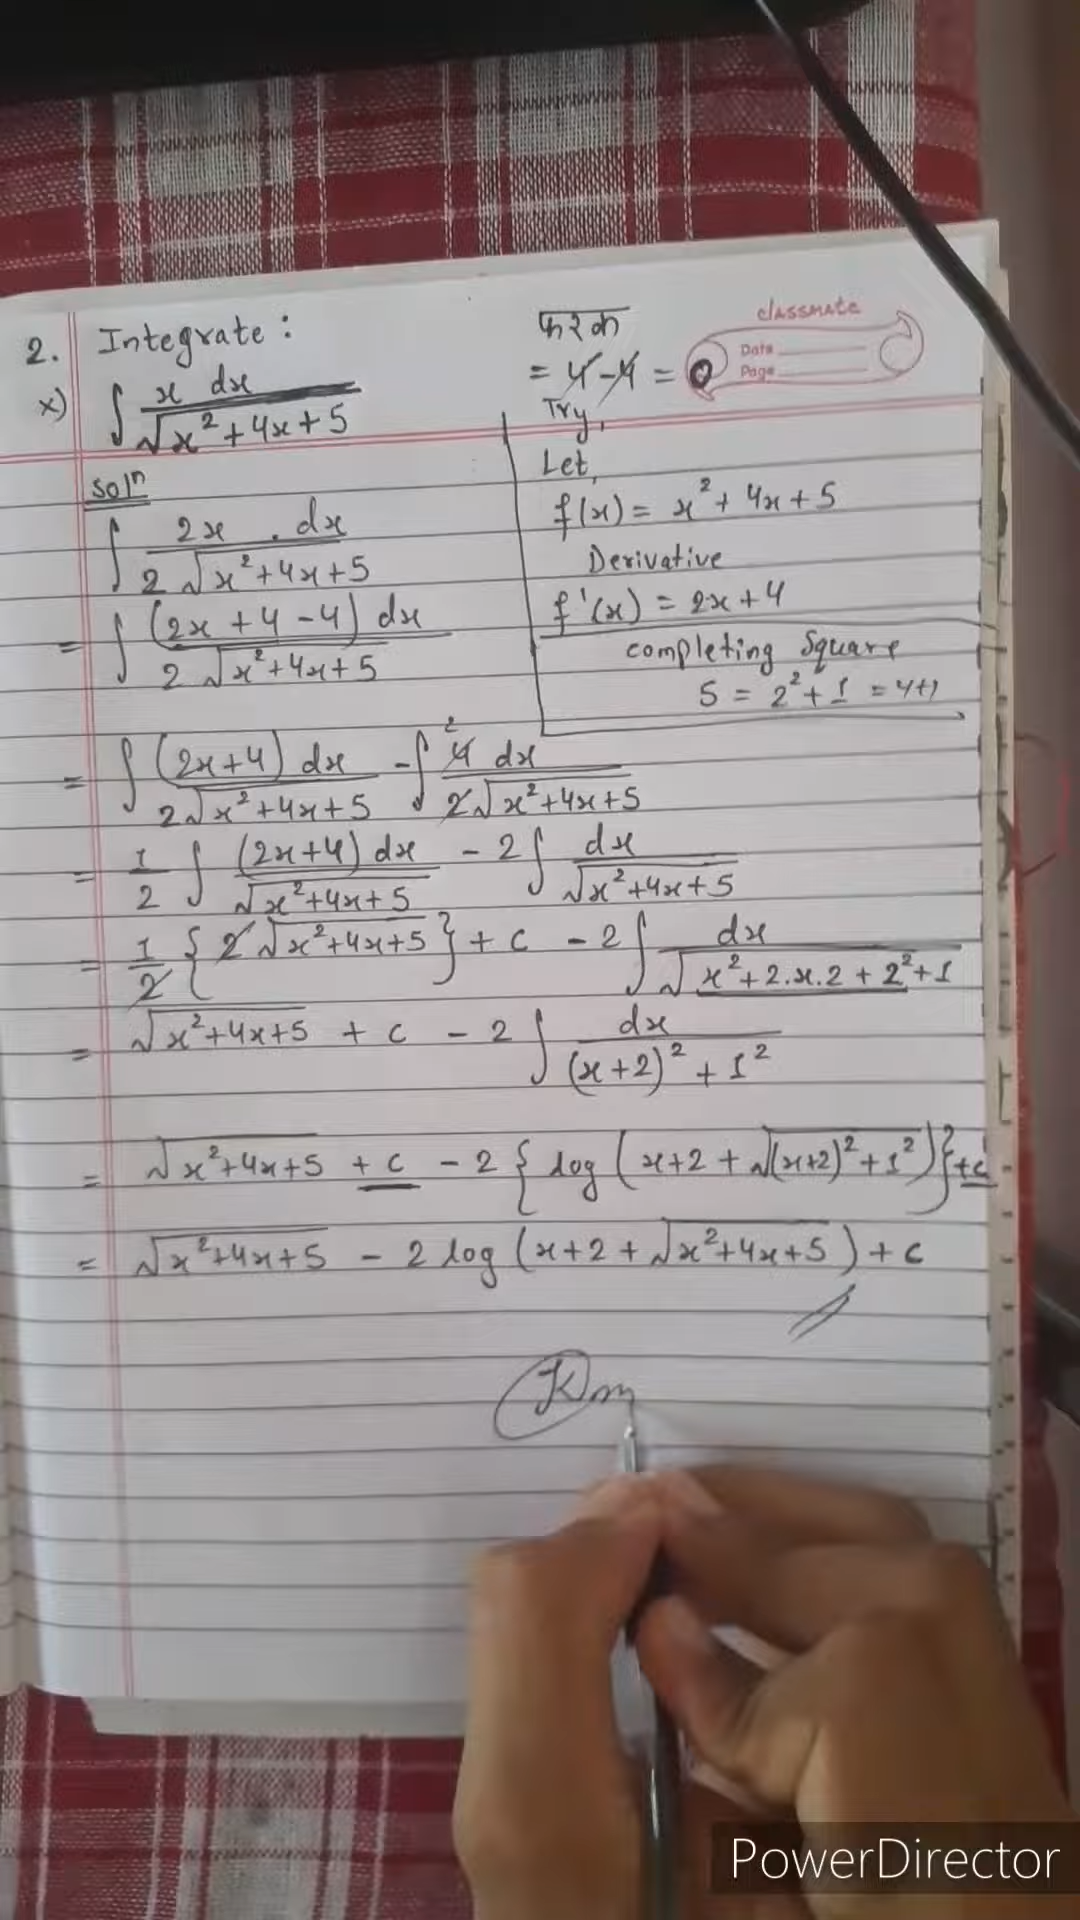 2. Integrate:
x) ∫ x dx / √(x²+4x+5)
फरक
= 4-4 = 0
classmate
Date
Page
Try,
Let,
f(x) = x²+4x+5
Derivative
f'(x) = 2x+4
completing Square
5 = 2²+1 = 4+1
Solⁿ
∫ 2x . dx / 2√(x²+4x+5)
= ∫ (2x+4-4) dx / 2√(x²+4x+5)
= ∫ (2x+4) dx / 2√(x²+4x+5) - ∫ 4 2 dx / 2√(x²+4x+5)
= 1/2 ∫ (2x+4) dx / √(x²+4x+5) - 2∫ dx / √(x²+4x+5)
= 1/2 {2√(x²+4x+5)} + c - 2∫ dx / √(x²+2.x.2+2²+1)
= √(x²+4x+5) + c - 2∫ dx / (x+2)²+1²
= √(x²+4x+5) + c - 2{log(x+2+√((x+2)²+1²))}+c
= √(x²+4x+5) - 2 log(x+2+√(x²+4x+5)) + c
PowerDirector